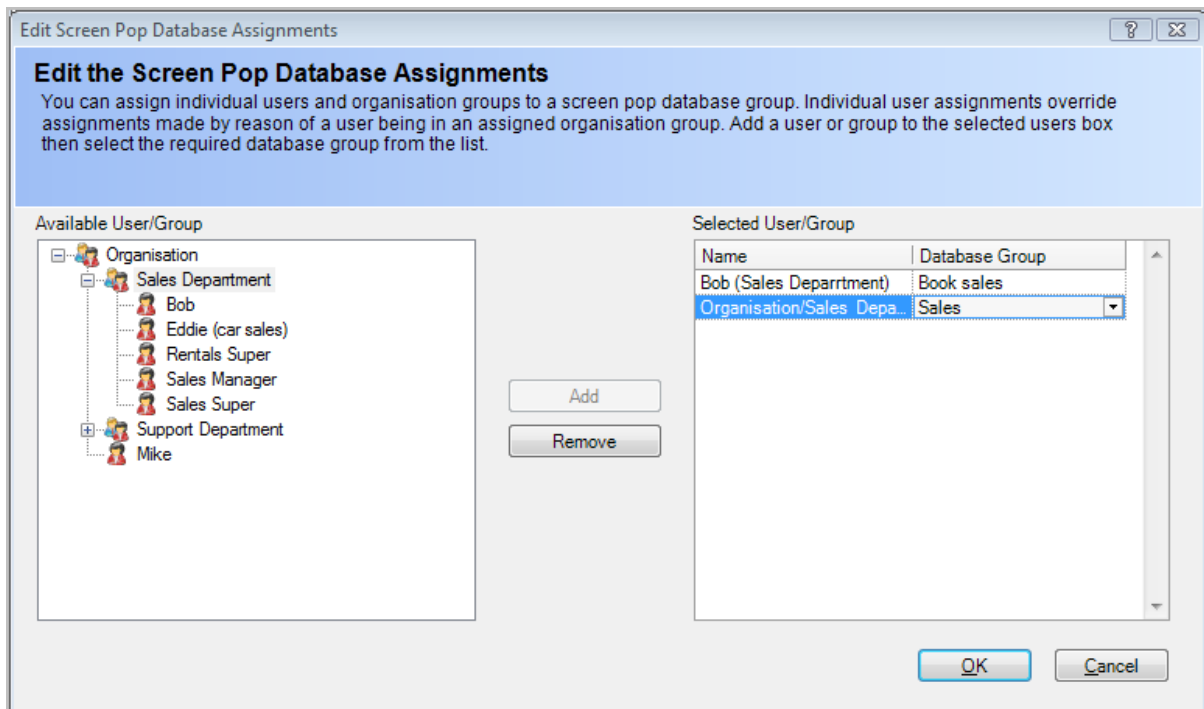 Edit Screen Pop Database Assignments
Edit the Screen Pop Database Assignments
You can assign individual users and organisation groups to a screen pop database group. Individual user assignments override
assignments made by reason of a user being in an assigned organisation group. Add a user or group to the selected users box
then select the required database group from the list.
Available User/Group
Organisation
Sales Deparrtment
Bob
Eddie (car sales)
Rentals Super
Sales Manager
Sales Super
Support Department
Mike
Add
Remove
Selected User/Group
Name Database Group
Bob (Sales Deparrtment) Book sales
Organisation/Sales Depa... Sales
OK Cancel